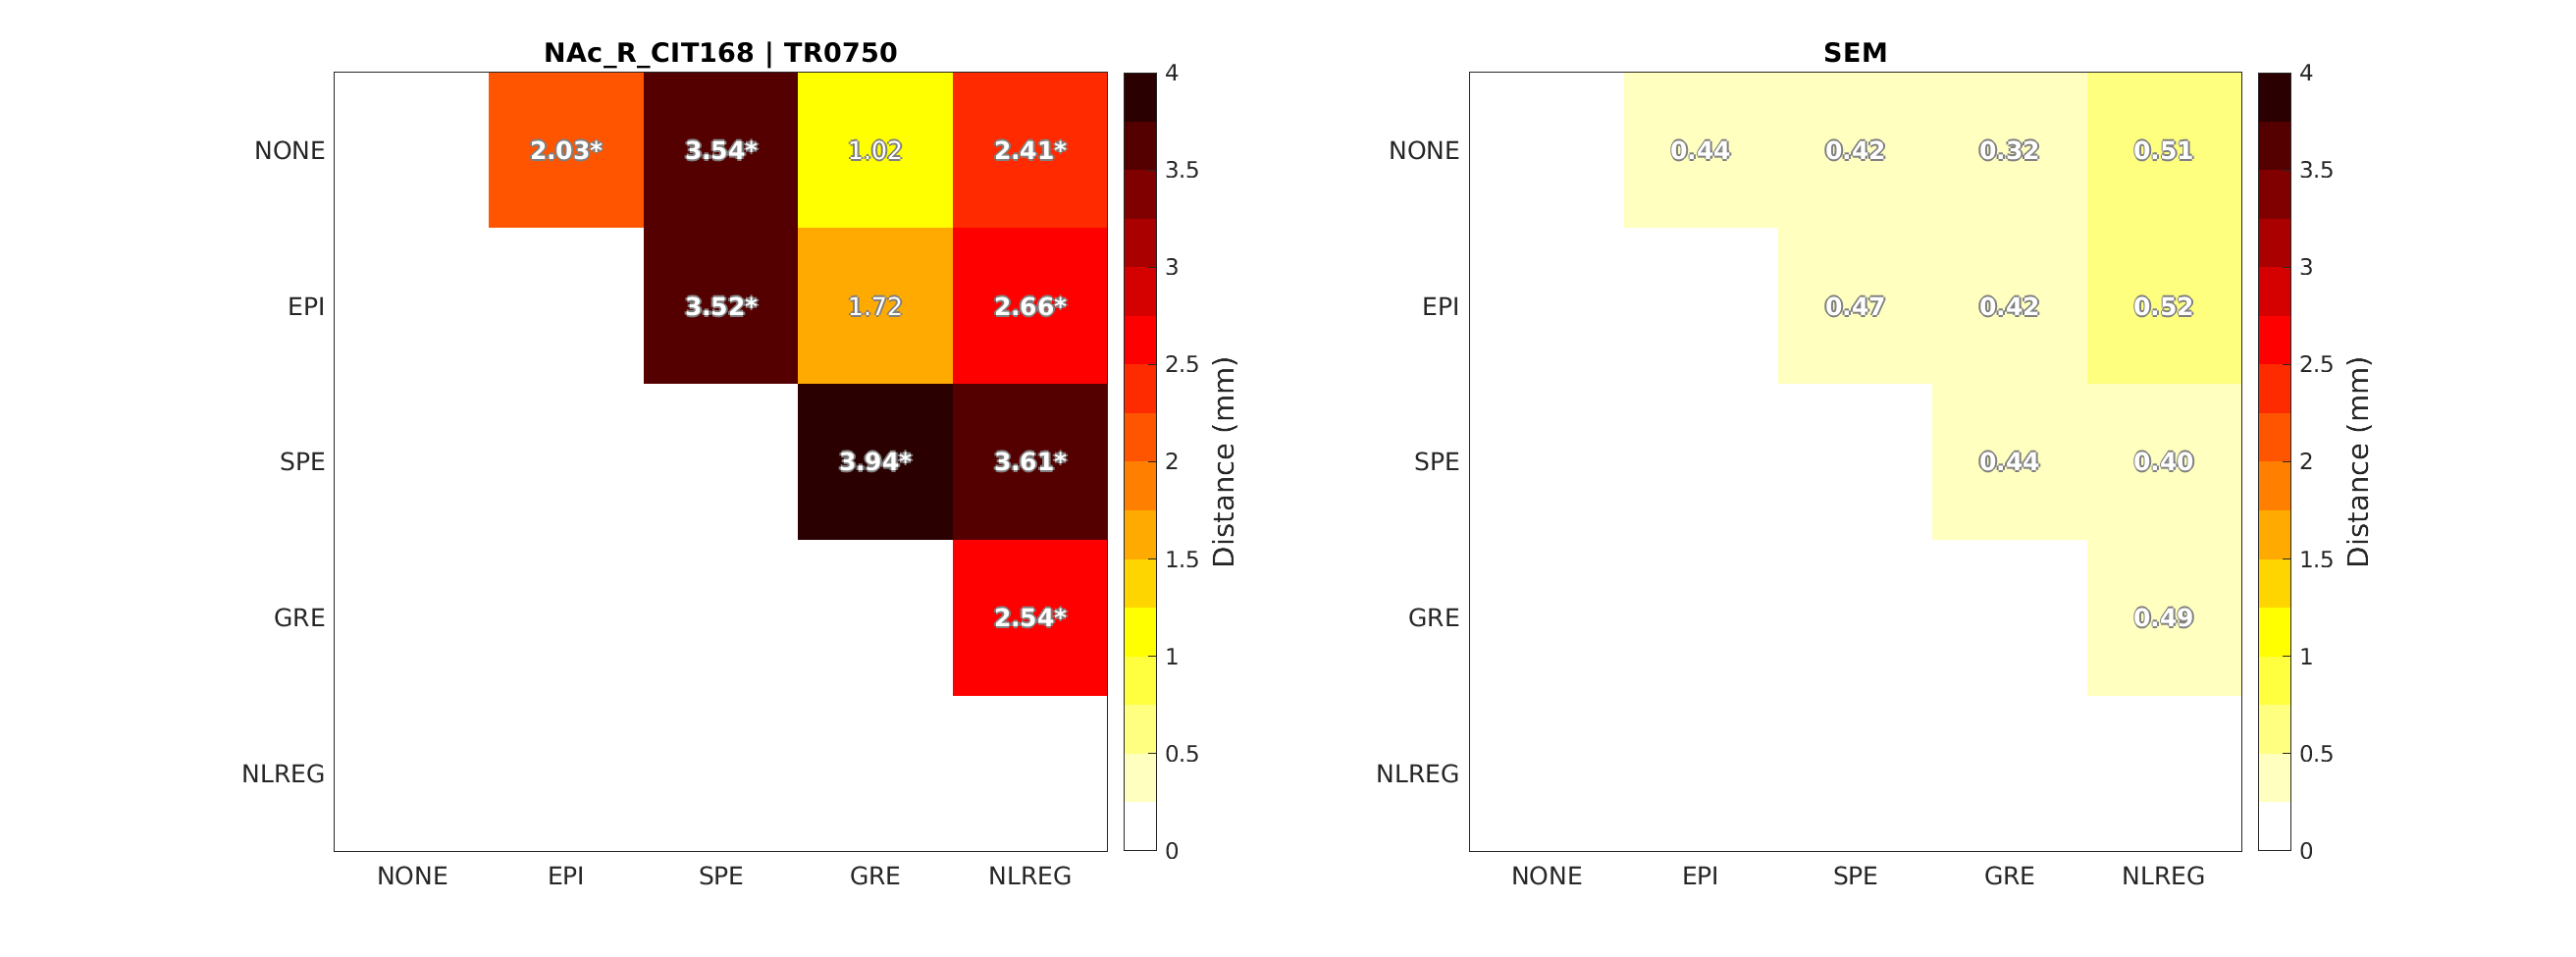 NAc_R_CIT168 | TR0750
NONE 2.03* 3.54* 1.02 2.41*
EPI 3.52* 1.72 2.66*
SPE 3.94* 3.61*
GRE 2.54*
NLREG
NONE EPI SPE GRE NLREG
4
3.5
3
2.5
2
1.5
1
0.5
0
Distance (mm)
SEM
NONE 0.44 0.42 0.32 0.51
EPI 0.47 0.42 0.52
SPE 0.44 0.40
GRE 0.49
NLREG
NONE EPI SPE GRE NLREG
4
3.5
3
2.5
2
1.5
1
0.5
0
Distance (mm)